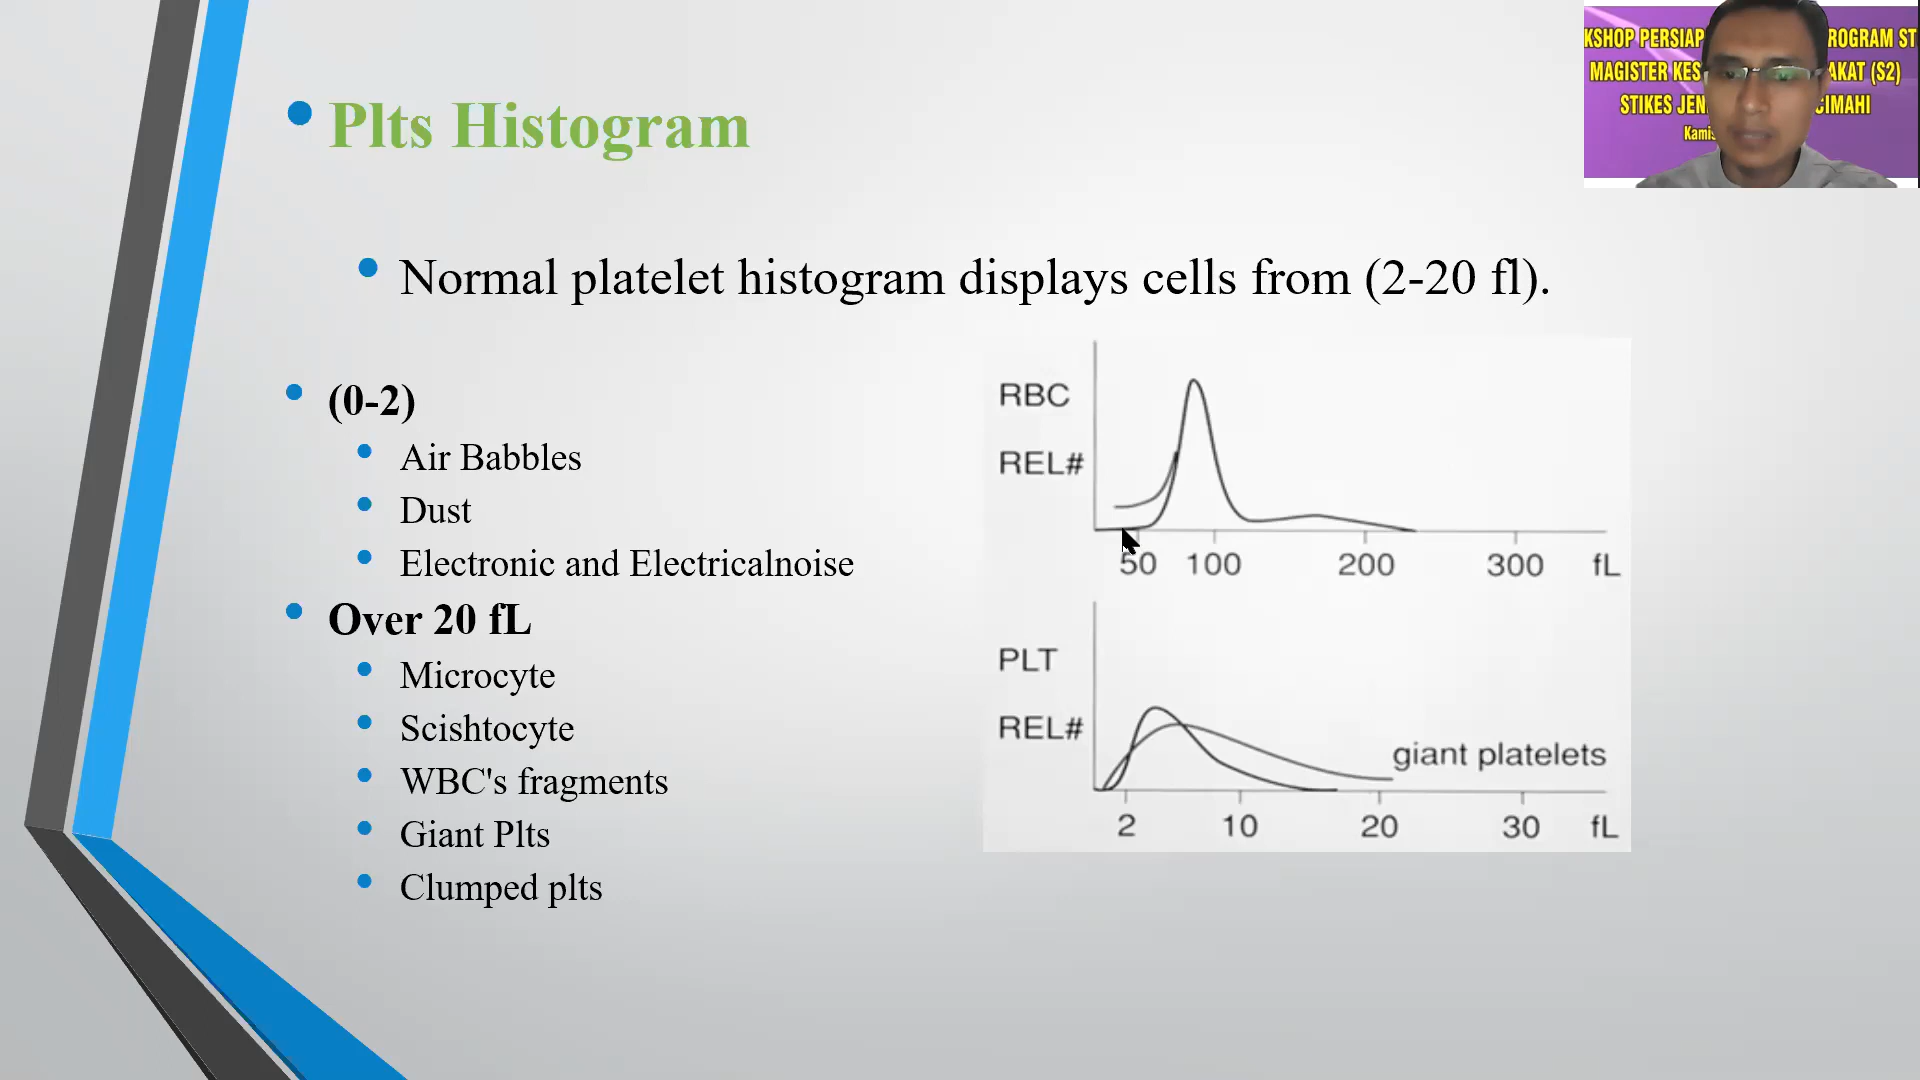 Plts Histogram
Normal platelet histogram displays cells from (2-20 fl).
(0-2)
Air Babbles
Dust
Electronic and Electricalnoise
Over 20 fL
Microcyte
Scishtocyte
WBC's fragments
Giant Plts
Clumped plts
RBC
REL#
50 100 200 300 fL
PLT
REL#
giant platelets
2 10 20 30 fL
KSHOP PERSIAP ROGRAM ST
MAGISTER KES AKAT (S2)
STIKES JEN CIMAHI
Kamis